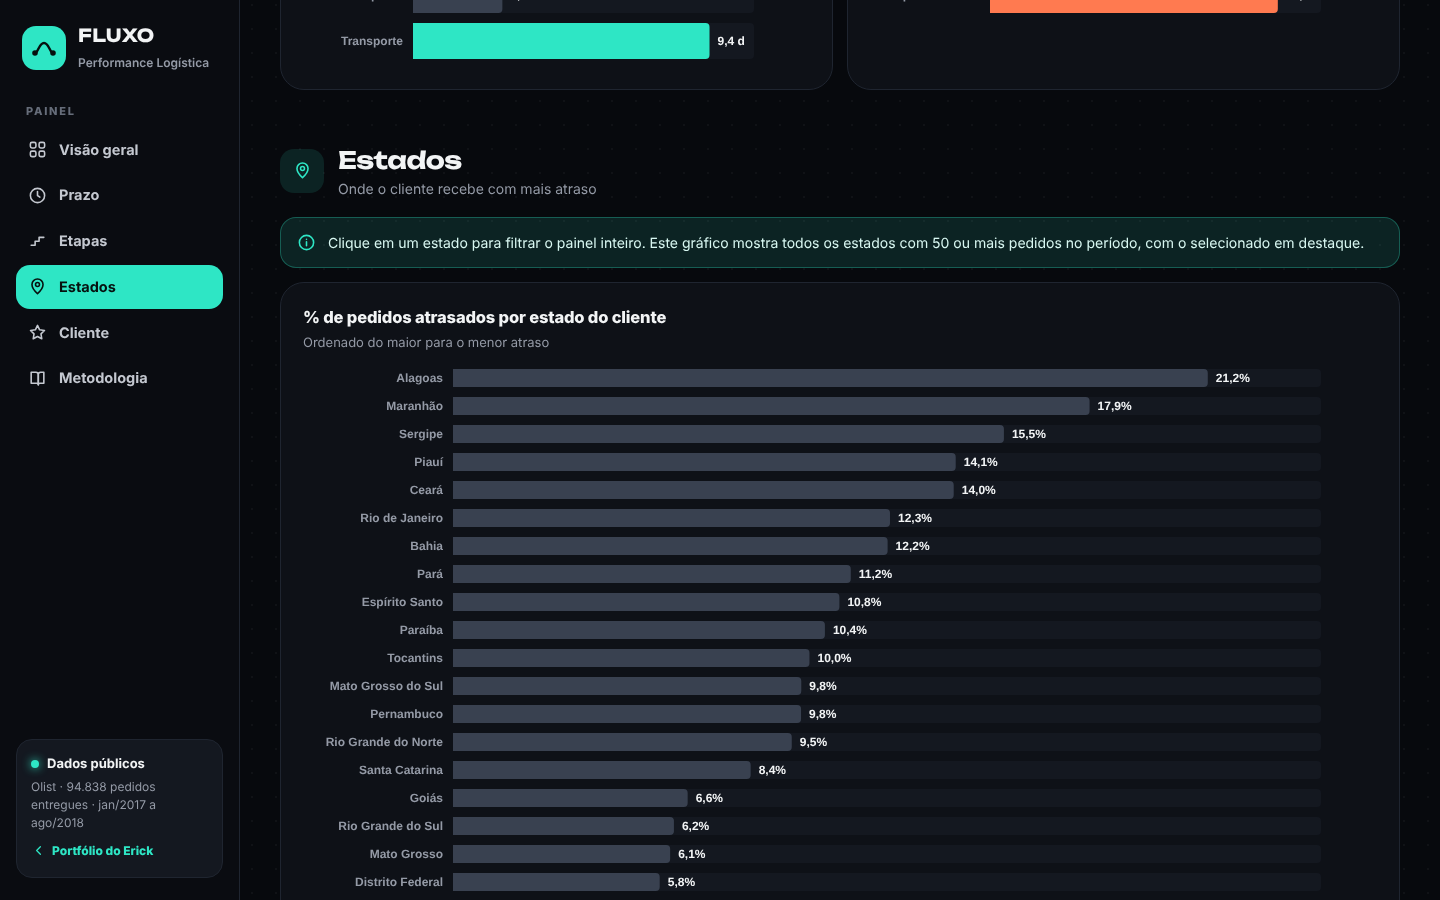 FLUXO
Performance Logística
PAINEL
Visão geral
Prazo
Etapas
Estados
Cliente
Metodologia
Dados públicos
Olist · 94.838 pedidos
entregues · jan/2017 a
ago/2018
Portfólio do Erick
Transporte 9,4 d
Estados
Onde o cliente recebe com mais atraso
Clique em um estado para filtrar o painel inteiro. Este gráfico mostra todos os estados com 50 ou mais pedidos no período, com o selecionado em destaque.
% de pedidos atrasados por estado do cliente
Ordenado do maior para o menor atraso
Alagoas 21,2%
Maranhão 17,9%
Sergipe 15,5%
Piauí 14,1%
Ceará 14,0%
Rio de Janeiro 12,3%
Bahia 12,2%
Pará 11,2%
Espírito Santo 10,8%
Paraíba 10,4%
Tocantins 10,0%
Mato Grosso do Sul 9,8%
Pernambuco 9,8%
Rio Grande do Norte 9,5%
Santa Catarina 8,4%
Goiás 6,6%
Rio Grande do Sul 6,2%
Mato Grosso 6,1%
Distrito Federal 5,8%